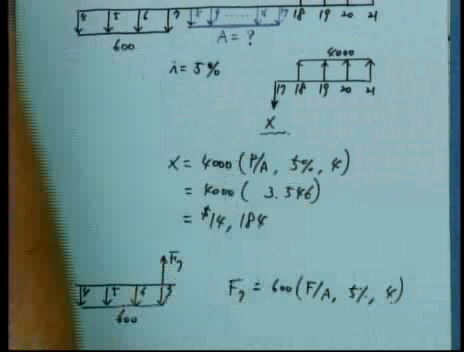 4 5 6 7 8 9 ...... 16 17 18 19 20 21
600
A = ?
i = 5%
4000
17 18 19 20 21
X
X = 4000 (P/A, 5%, 4)
= 4000 ( 3.546)
= $14,184
F7
4 5 6 7
600
F7 = 600 (F/A, 5%, 4)